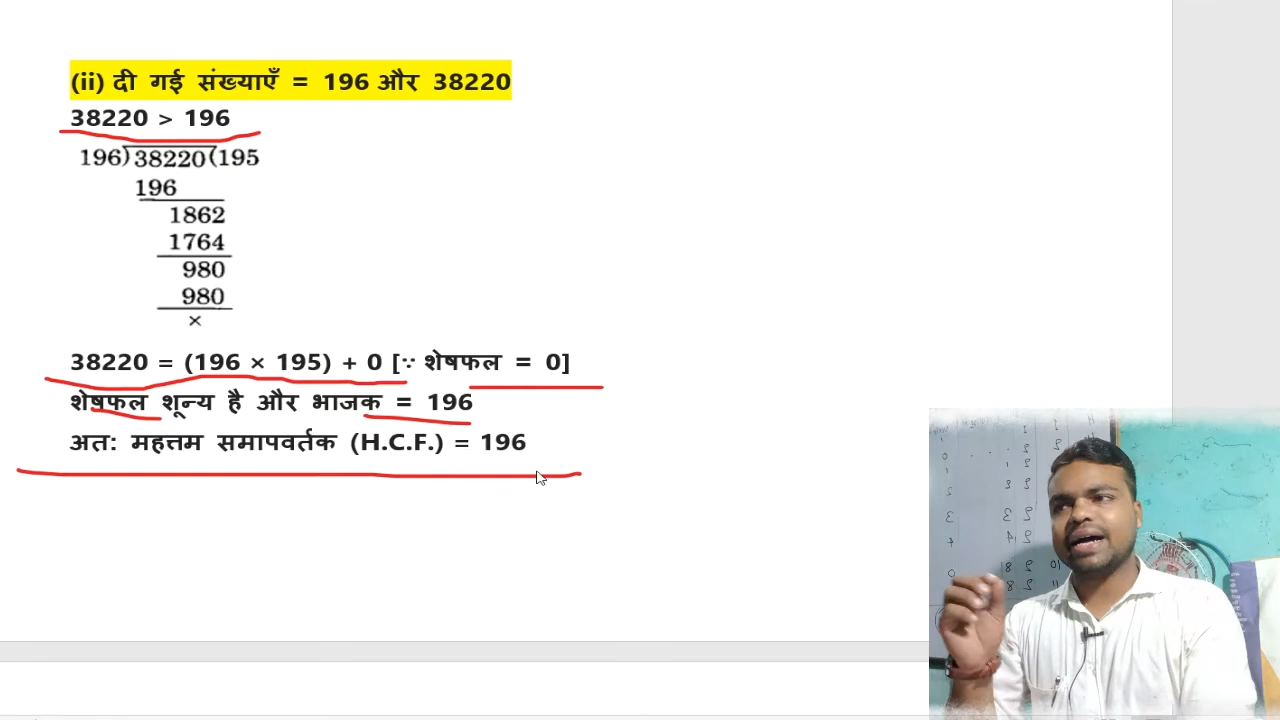 (ii) दी गई संख्याएँ = 196 और 38220
38220 > 196
196)38220(195
196
1862
1764
980
980
×
38220 = (196 × 195) + 0 [∵ शेषफल = 0]
शेषफल शून्य है और भाजक = 196
अत: महत्तम समापवर्तक (H.C.F.) = 196